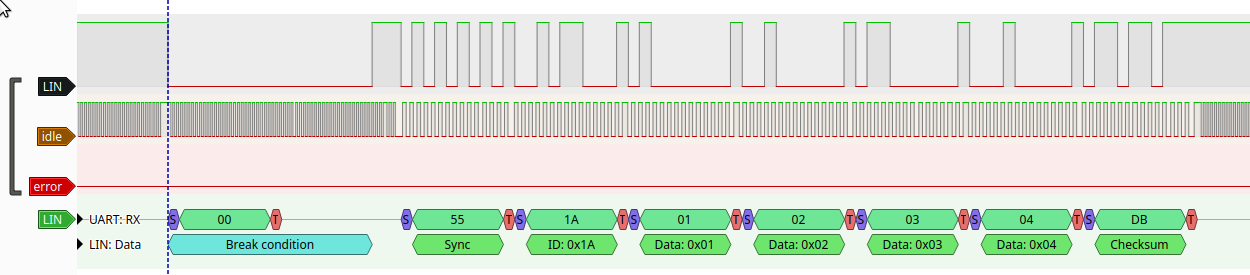 LIN
idle
error
LIN UART: RX S 00 T S 55 T S 1A T S 01 T S 02 T S 03 T S 04 T S DB T
LIN: Data Break condition Sync ID: 0x1A Data: 0x01 Data: 0x02 Data: 0x03 Data: 0x04 Checksum